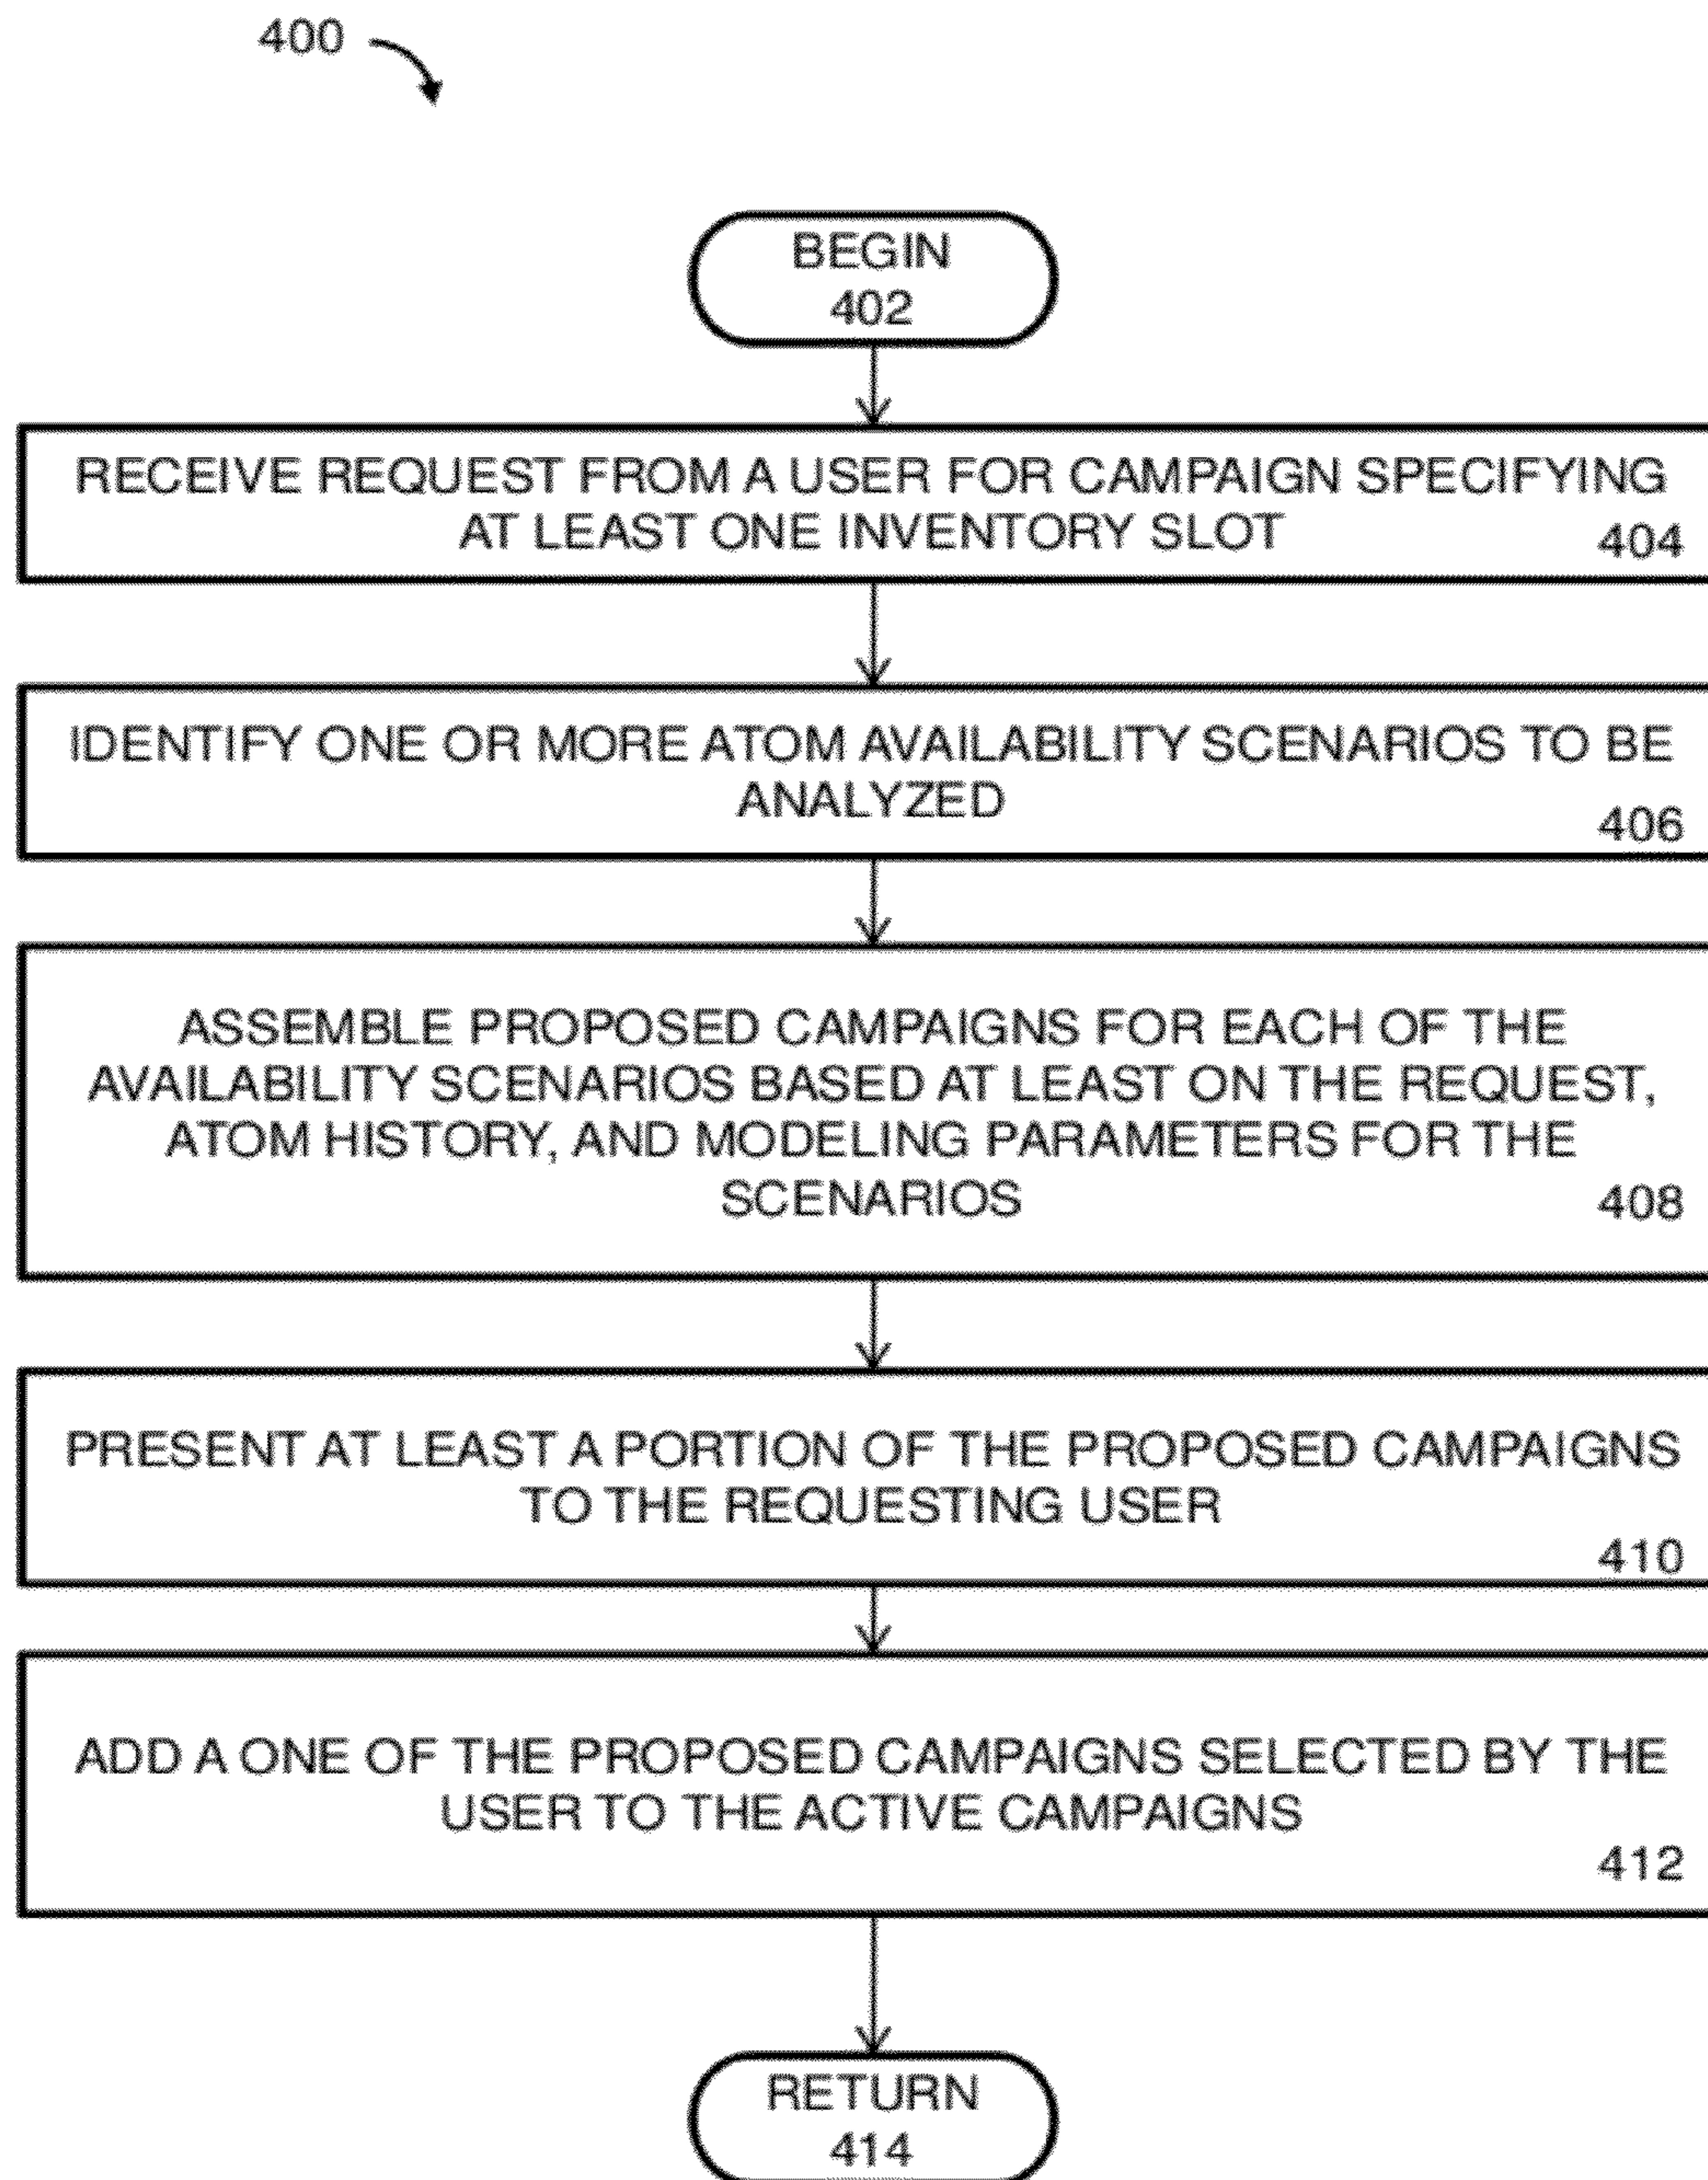 400
BEGIN
402
RECEIVE REQUEST FROM A USER FOR CAMPAIGN SPECIFYING
AT LEAST ONE INVENTORY SLOT
404
IDENTIFY ONE OR MORE ATOM AVAILABILITY SCENARIOS TO BE
ANALYZED
406
ASSEMBLE PROPOSED CAMPAIGNS FOR EACH OF THE
AVAILABILITY SCENARIOS BASED AT LEAST ON THE REQUEST,
ATOM HISTORY, AND MODELING PARAMETERS FOR THE
SCENARIOS
408
PRESENT AT LEAST A PORTION OF THE PROPOSED CAMPAIGNS
TO THE REQUESTING USER
410
ADD A ONE OF THE PROPOSED CAMPAIGNS SELECTED BY THE
USER TO THE ACTIVE CAMPAIGNS
412
RETURN
414